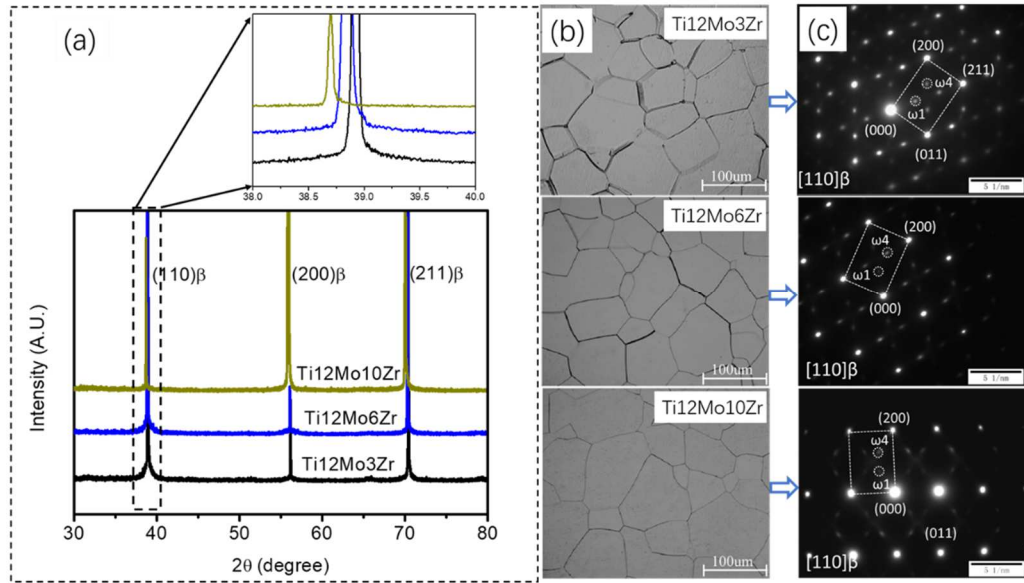 (a)
38.0 38.5 39.0 39.5 40.0
(110)β
(200)β
(211)β
Ti12Mo10Zr
Ti12Mo6Zr
Ti12Mo3Zr
Intensity (A.U.)
30 40 50 60 70 80
2θ (degree)
(b)
Ti12Mo3Zr
100um
Ti12Mo6Zr
100um
Ti12Mo10Zr
100um
(c)
(200)
(211)
ω4
ω1
(000)
(011)
[110]β
5 1/nm
(200)
ω4
ω1
(000)
[110]β
5 1/nm
(200)
ω4
ω1
(000)
(011)
[110]β
5 1/nm